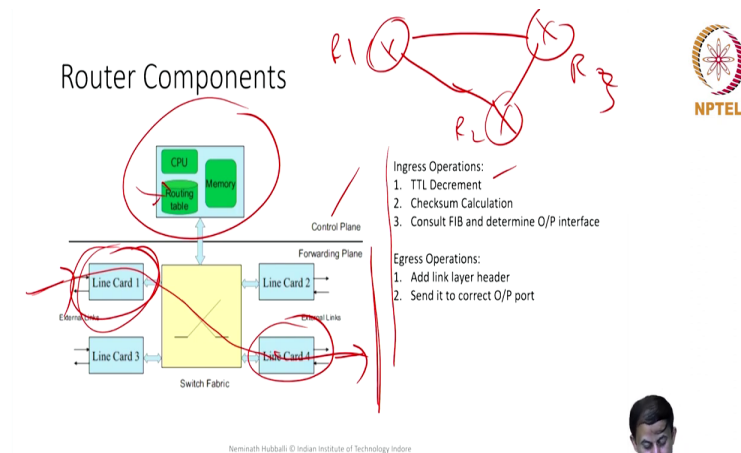 R1
R2
R3
NPTEL
Router Components
CPU
Routing
table
Memory
Control Plane
Forwarding Plane
Line Card 1
Line Card 2
External Links
External Links
Line Card 3
Line Card 4
Switch Fabric
Ingress Operations:
1. TTL Decrement
2. Checksum Calculation
3. Consult FIB and determine O/P interface
Egress Operations:
1. Add link layer header
2. Send it to correct O/P port
Neminath Hubballi © Indian Institute of Technology Indore